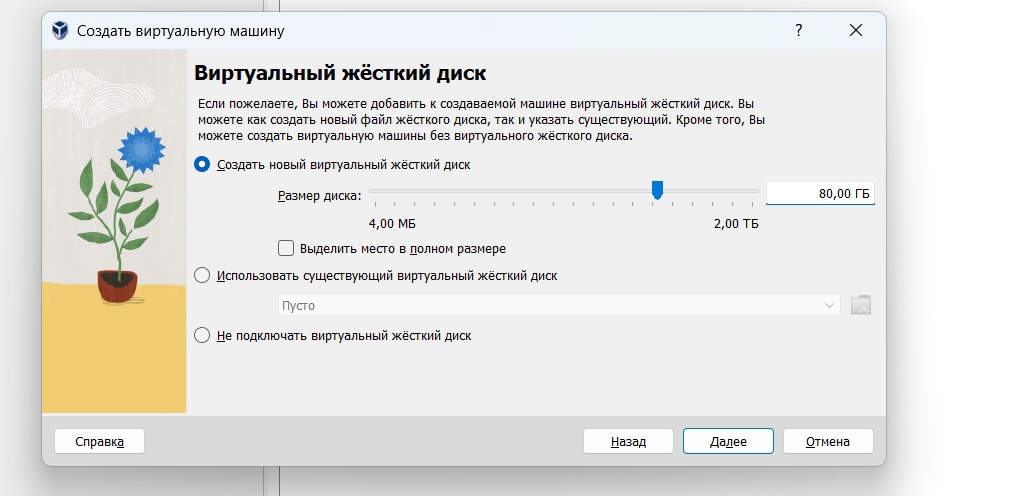 Создать виртуальную машину
?
Виртуальный жёсткий диск
Если пожелаете, Вы можете добавить к создаваемой машине виртуальный жёсткий диск. Вы
можете как создать новый файл жёсткого диска, так и указать существующий. Кроме того, Вы
можете создать виртуальную машины без виртуального жёсткого диска.
Создать новый виртуальный жёсткий диск
Размер диска:
80,00 ГБ
4,00 МБ
2,00 ТБ
Выделить место в полном размере
Использовать существующий виртуальный жёсткий диск
Пусто
Не подключать виртуальный жёсткий диск
Справка
Назад
Далее
Отмена